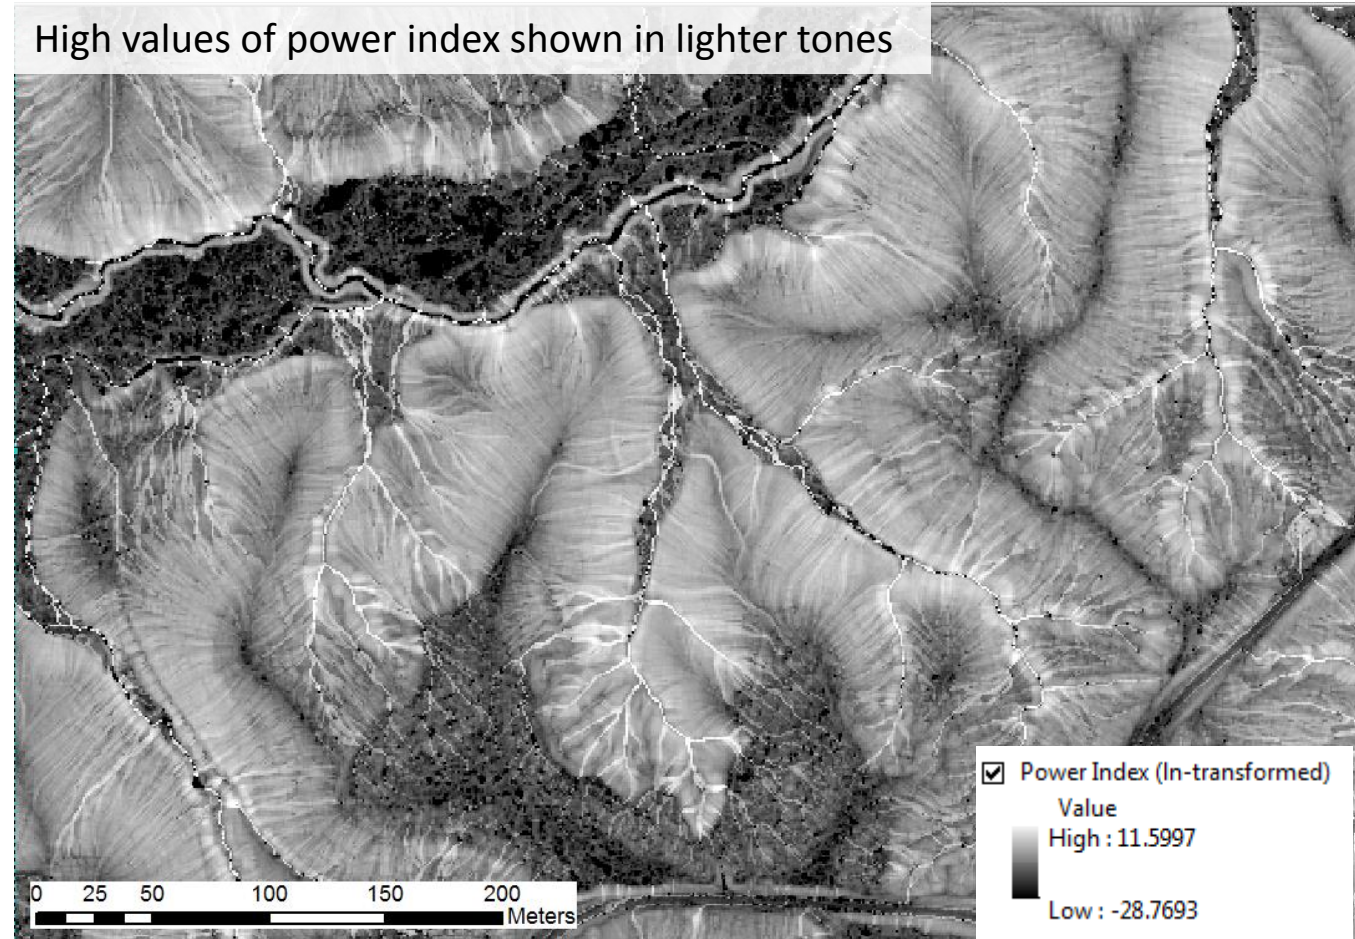 High values of power index shown in lighter tones
Power Index (ln-transformed)
Value
High : 11.5997
Low : -28.7693
0 25 50 100 150 200
Meters